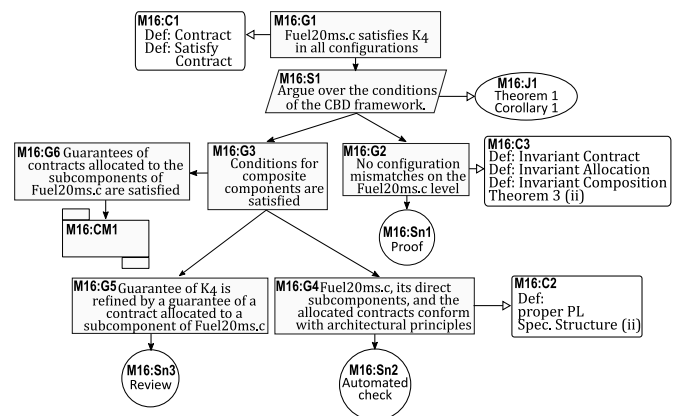 M16:C1
Def: Contract
Def: Satisfy
Contract
M16:G1
Fuel20ms.c satisfies K4
in all configurations
M16:S1
Argue over the conditions
of the CBD framework.
M16:J1
Theorem 1
Corollary 1
M16:G6 Guarantees of
contracts allocated to the
subcomponents of
Fuel20ms.c are satisfied
M16:G3
Conditions for
composite
components are
satisfied
M16:G2
No configuration
mismatches on the
Fuel20ms.c level
M16:C3
Def: Invariant Contract
Def: Invariant Allocation
Def: Invariant Composition
Theorem 3 (ii)
M16:CM1
M16:Sn1
Proof
M16:G5 Guarantee of K4 is
refined by a guarantee of a
contract allocated to a
subcomponent of Fuel20ms.c
M16:G4 Fuel20ms.c, its direct
subcomponents, and the
allocated contracts conform
with architectural principles
M16:C2
Def:
proper PL
Spec. Structure (ii)
M16:Sn3
Review
M16:Sn2
Automated
check